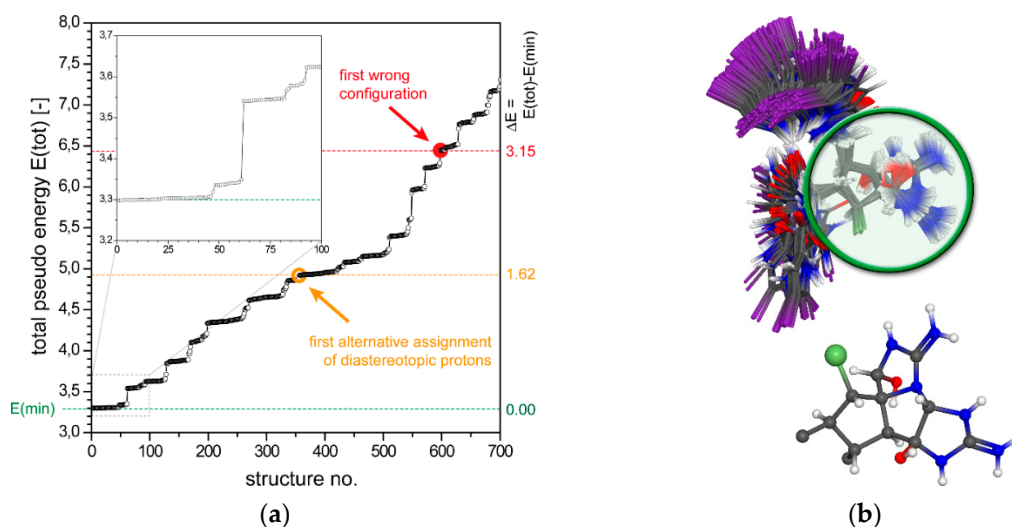 total pseudo energy E(tot) [-]
8,0
7,5
7,0
6,5
6,0
5,5
5,0
4,5
4,0
3,5
3,0
E(min)
3,6
3,5
3,4
3,3
3,2
0 25 50 75 100
first wrong
configuration
first alternative assignment
of diastereotopic protons
ΔE =
E(tot)-E(min)
3.15
1.62
0.00
0 100 200 300 400 500 600 700
structure no.
(a) (b)